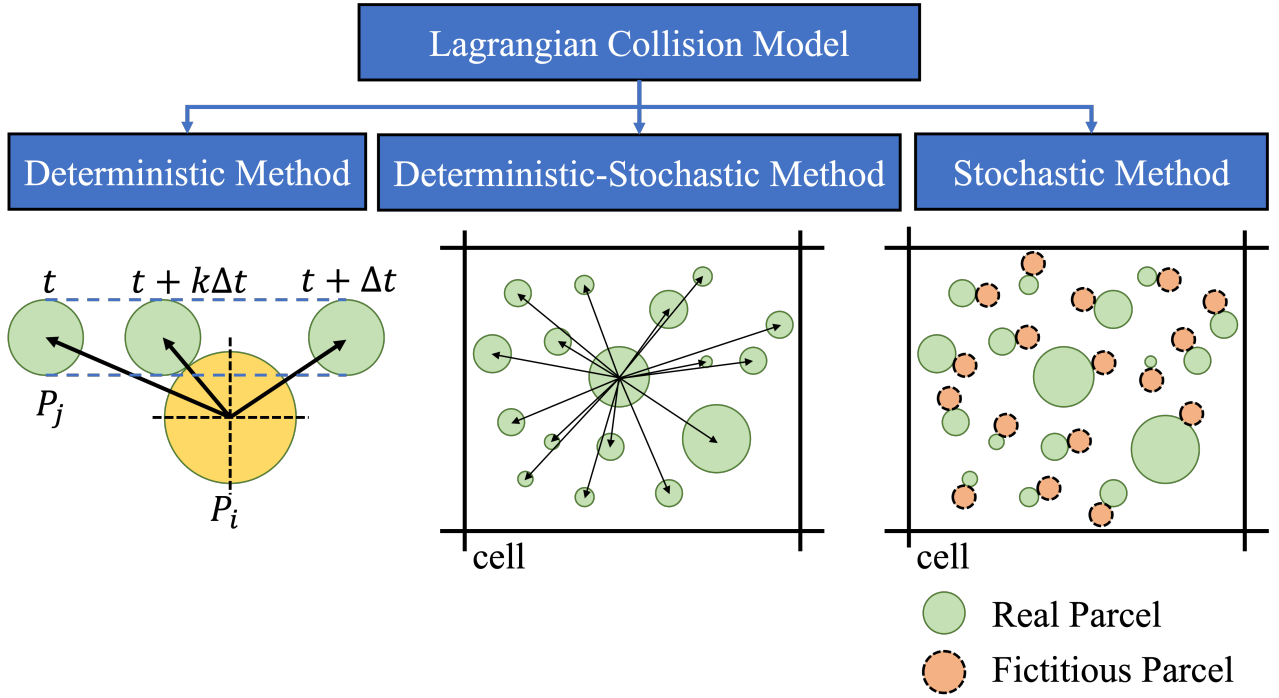 Lagrangian Collision Model
Deterministic Method
Deterministic-Stochastic Method
Stochastic Method
t
t + kΔt
t + Δt
P_j
P_i
cell
cell
Real Parcel
Fictitious Parcel